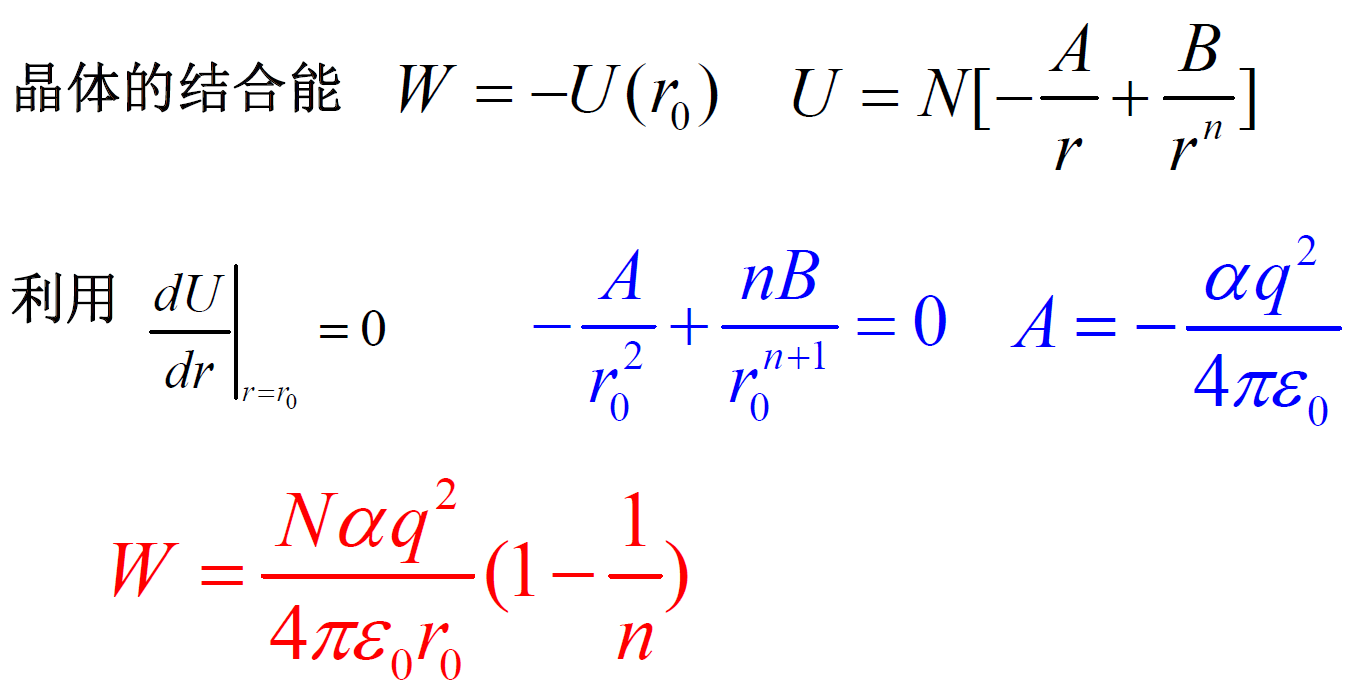 晶体的结合能 W = −U(r₀) U = N[−A/r + B/rⁿ]
利用 dU/dr|ᵣ₌ᵣ₀ = 0 −A/r₀² + nB/r₀ⁿ⁺¹ = 0 A = −αq²/4πε₀
W = Nαq²/4πε₀r₀ (1 − 1/n)